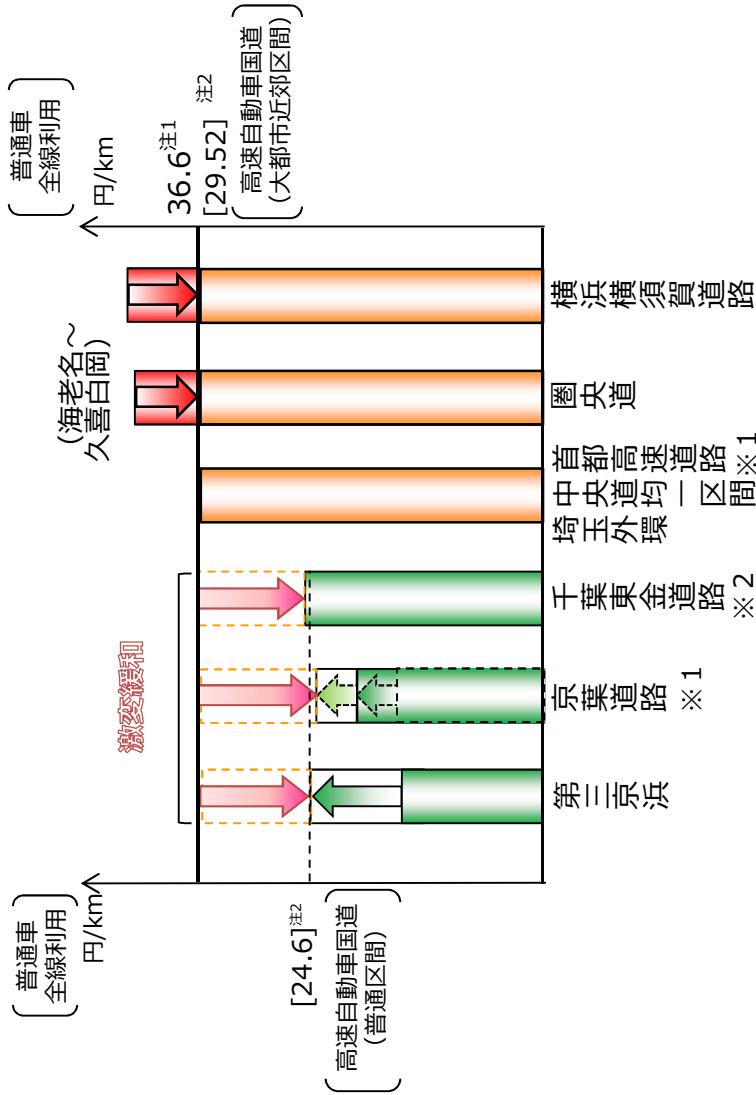 普通車
全線利用
円/km
[24.6]注2
高速自動車国道
(普通区間)
激変緩和
(海老名～
久喜白岡)
普通車
全線利用
円/km
36.6注1
[29.52]注2
高速自動車国道
(大都市近郊区間)
第三京浜
京葉道路
※1
千葉東金道路
※2
首都高速道路※1
中央道均一区間
埼玉外環
圏央道
横浜横須賀道路